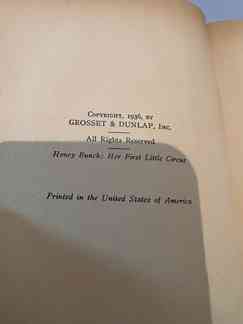 Copyright, 1936, by
GROSSET & DUNLAP, Inc.
All Rights Reserved
Honey Bunch: Her First Little Circus
Printed in the United States of America